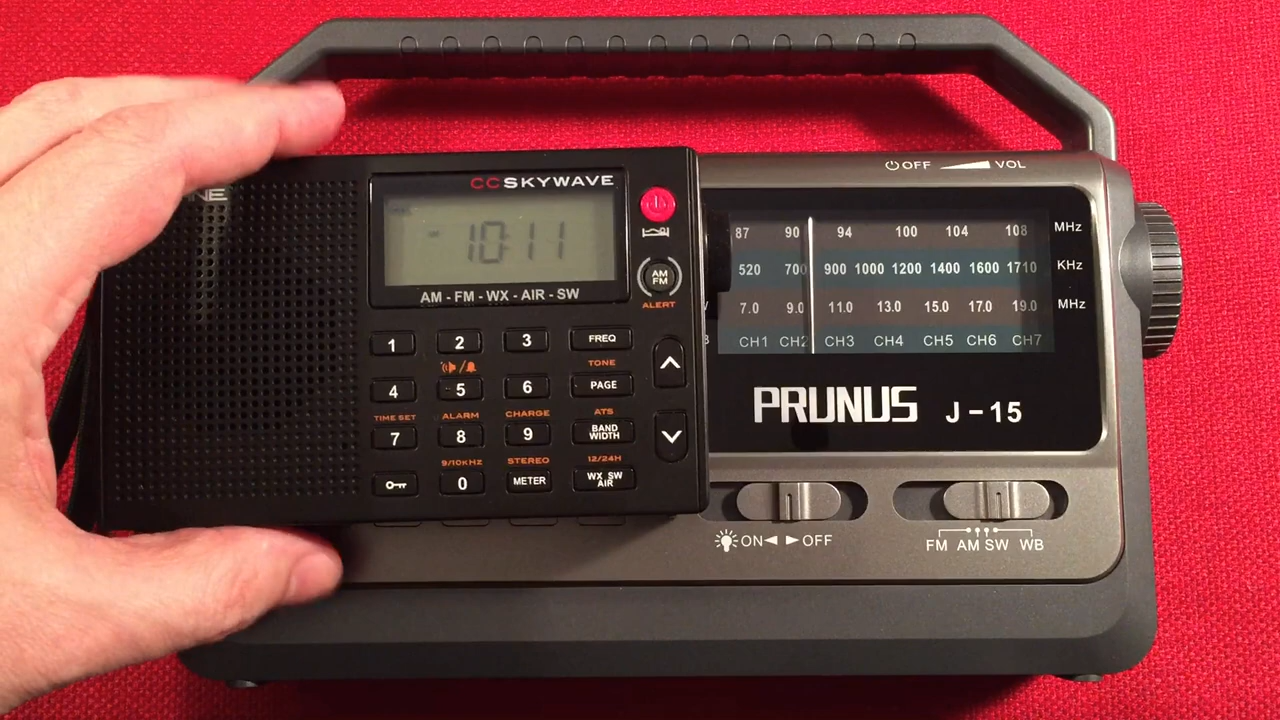 OFF VOL
NE
CCSKYWAVE
10:11
AM - FM - WX - AIR - SW
AM
FM
ALERT
87 90 94 100 104 108 MHz
520 700 900 1000 1200 1400 1600 1710 KHz
7.0 9.0 11.0 13.0 15.0 17.0 19.0 MHz
CH1 CH2 CH3 CH4 CH5 CH6 CH7
1 2 3 FREQ
TONE
4 5 6 PAGE
TIME SET ALARM CHARGE ATS
7 8 9 BAND
WIDTH
9/10KHZ STEREO 12/24H
0 METER WX SW
AIR
PRUNUS J-15
ON OFF
FM AM SW WB